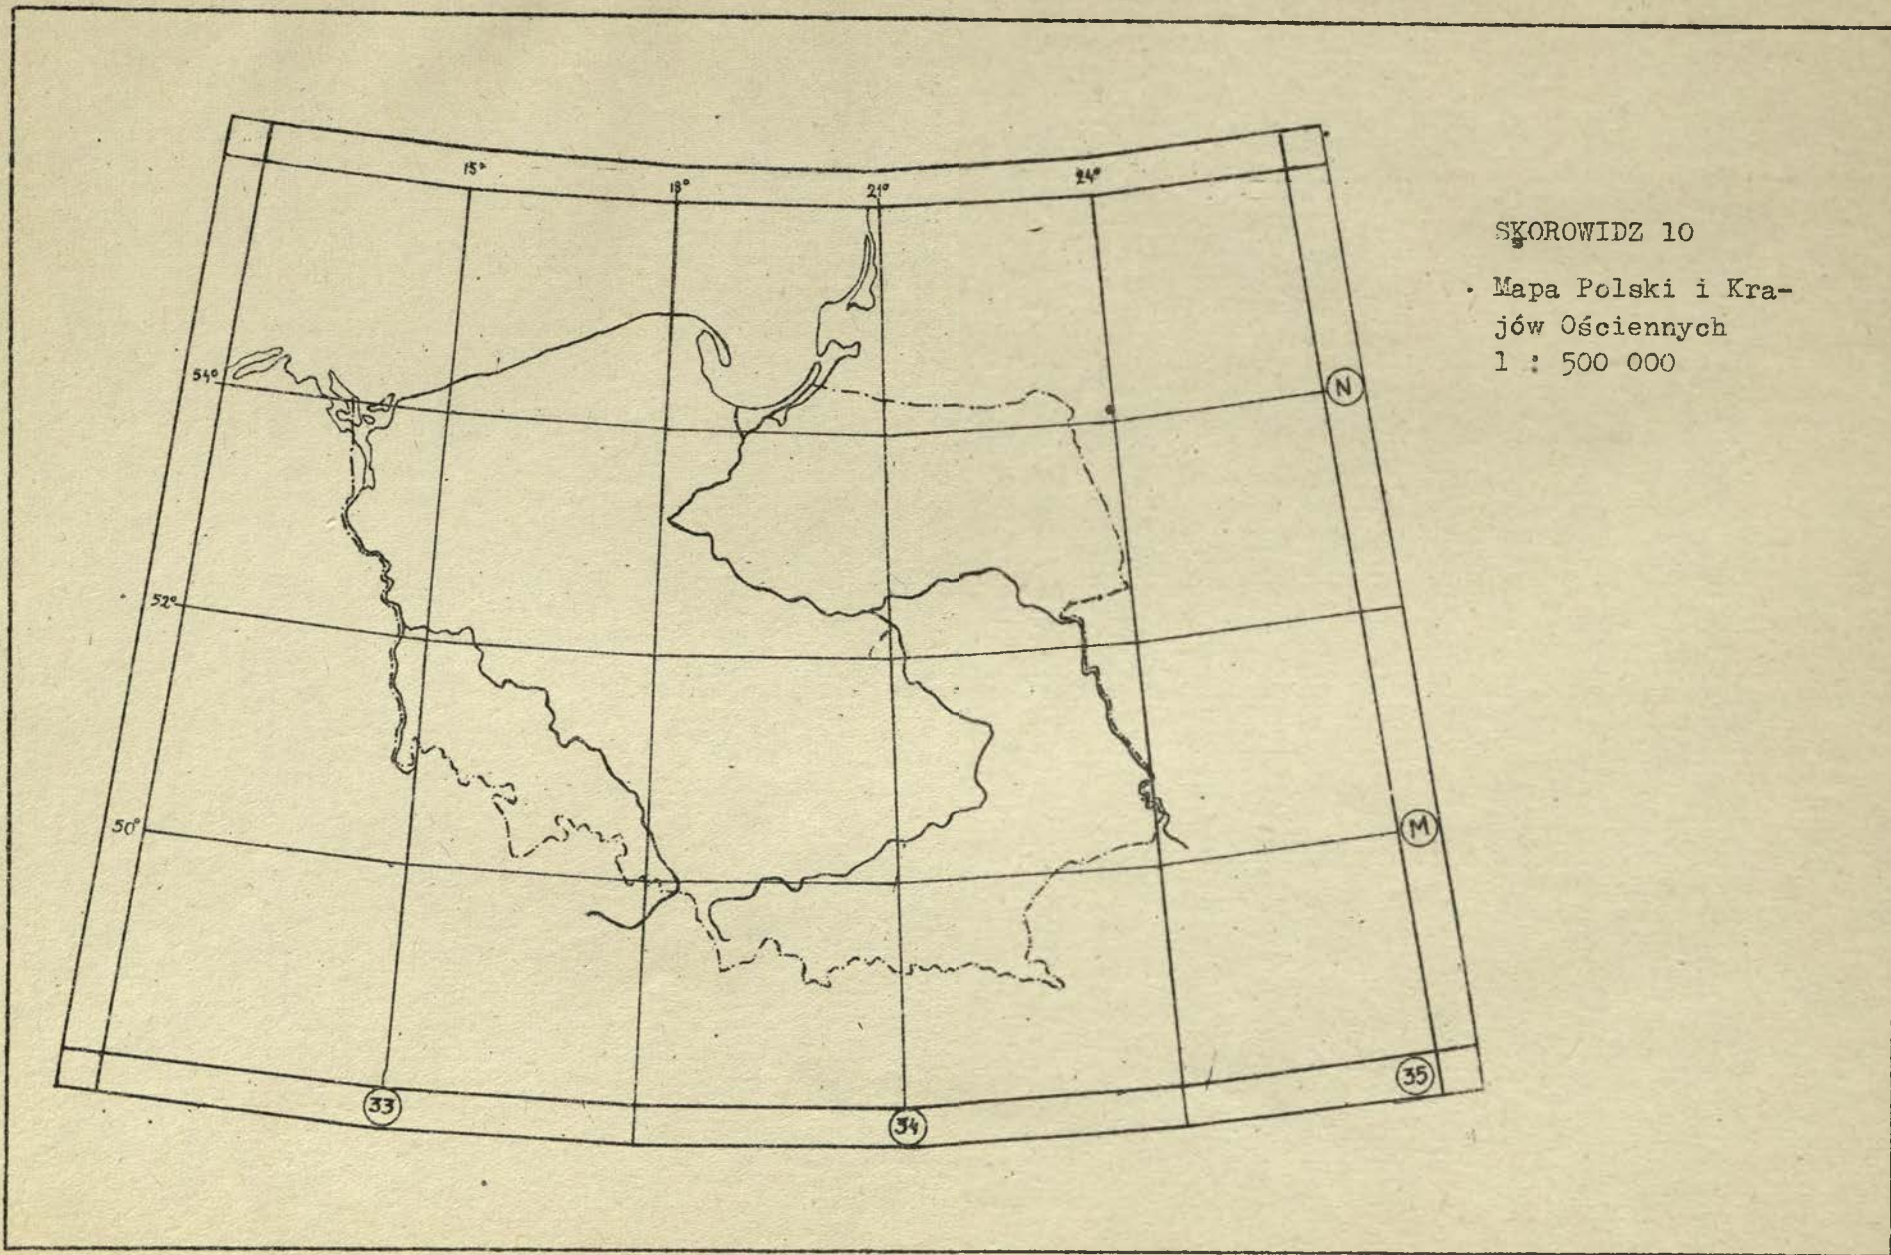 15°
18°
21°
24°
SKOROWIDZ 10
Mapa Polski i Kra-
jów Ościennych
1 : 500 000
54°
N
52°
50°
M
33
34
35